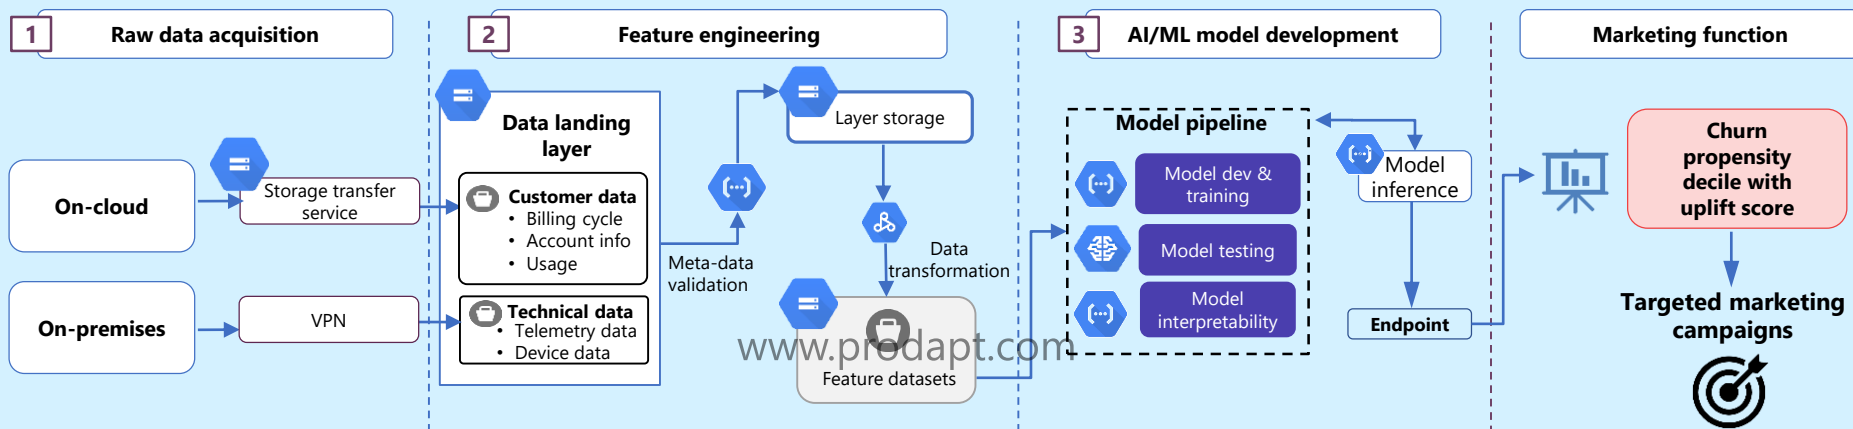 1
Raw data acquisition
2
Feature engineering
3
AI/ML model development
Marketing function
On-cloud
Storage transfer
service
On-premises
VPN
Data landing
layer
Customer data
• Billing cycle
• Account info
• Usage
Technical data
• Telemetry data
• Device data
Meta-data
validation
Layer storage
Data
transformation
Feature datasets
www.prodapt.com
Model pipeline
Model dev &
training
Model testing
Model
interpretability
Model
inference
Endpoint
Churn
propensity
decile with
uplift score
Targeted marketing
campaigns